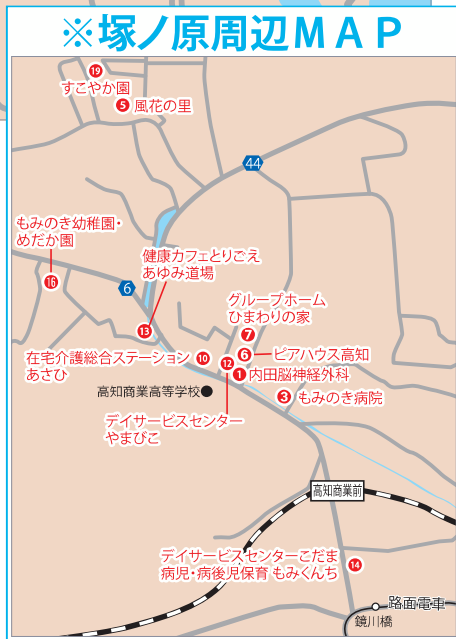 ※塚ノ原周辺MAP
19
すこやか園
5 風花の里
44
もみのき幼稚園・
めだか園
16
健康カフェとりごえ
あゆみ道場
6
13
グループホーム
ひまわりの家
7
在宅介護総合ステーション 10
あさひ
12
6 ピアハウス高知
1 内田脳神経外科
高知商業高等学校
3 もみのき病院
デイサービスセンター
やまびこ
高知商業前
デイサービスセンターこだま
病児・病後児保育 もみくんち
14
路面電車
鏡川橋